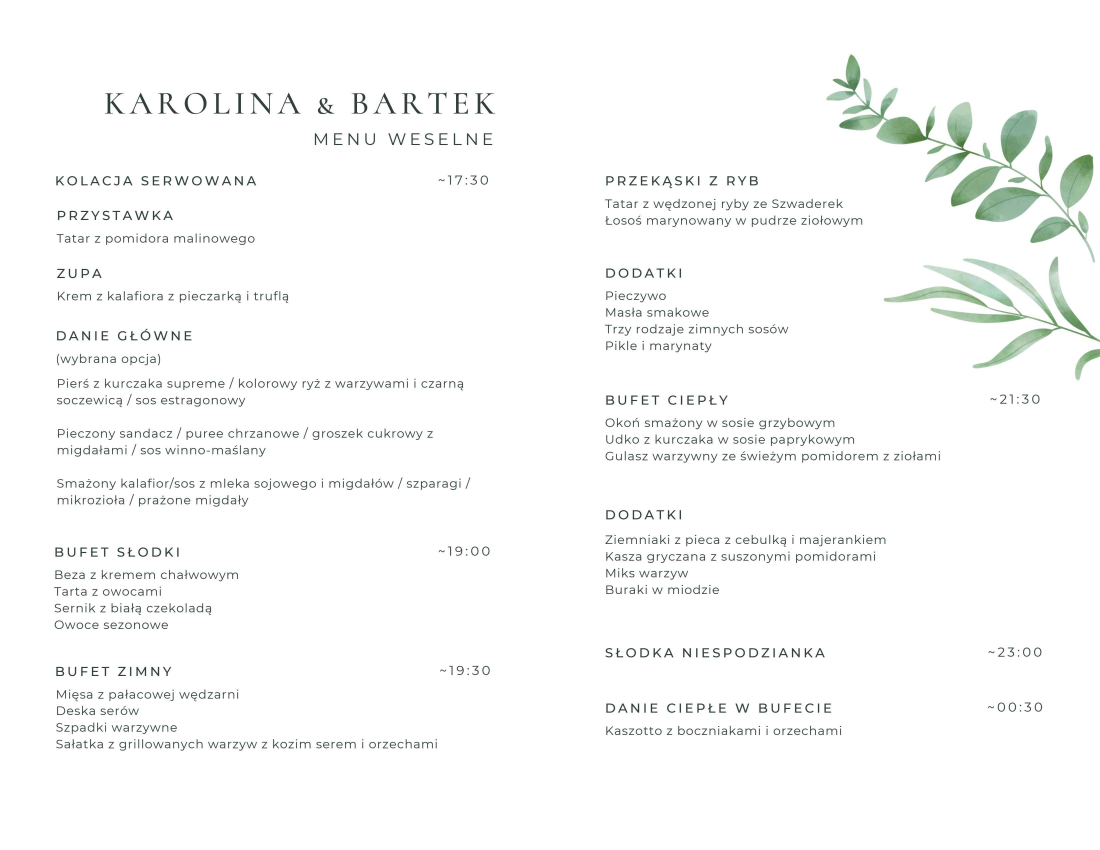 KAROLINA & BARTEK
MENU WESELNE
KOLACJA SERWOWANA ~17:30
PRZYSTAWKA
Tatar z pomidora malinowego
ZUPA
Krem z kalafiora z pieczarką i truflą
DANIE GŁÓWNE
(wybrana opcja)
Pierś z kurczaka supreme / kolorowy ryż z warzywami i czarną
soczewicą / sos estragonowy
Pieczony sandacz / puree chrzanowe / groszek cukrowy z
migdałami / sos winno-maślany
Smażony kalafior/sos z mleka sojowego i migdałów / szparagi /
mikrozioła / prażone migdały
BUFET SŁODKI ~19:00
Beza z kremem chałwowym
Tarta z owocami
Sernik z białą czekoladą
Owoce sezonowe
BUFET ZIMNY ~19:30
Mięsa z pałacowej wędzarni
Deska serów
Szpadki warzywne
Sałatka z grillowanych warzyw z kozim serem i orzechami
PRZEKĄSKI Z RYB
Tatar z wędzonej ryby ze Szwaderek
Łosoś marynowany w pudrze ziołowym
DODATKI
Pieczywo
Masła smakowe
Trzy rodzaje zimnych sosów
Pikle i marynaty
BUFET CIEPŁY ~21:30
Okoń smażony w sosie grzybowym
Udko z kurczaka w sosie paprykowym
Gulasz warzywny ze świeżym pomidorem z ziołami
DODATKI
Ziemniaki z pieca z cebulką i majerankiem
Kasza gryczana z suszonymi pomidorami
Miks warzyw
Buraki w miodzie
SŁODKA NIESPODZIANKA ~23:00
DANIE CIEPŁE W BUFECIE ~00:30
Kaszotto z boczniakami i orzechami